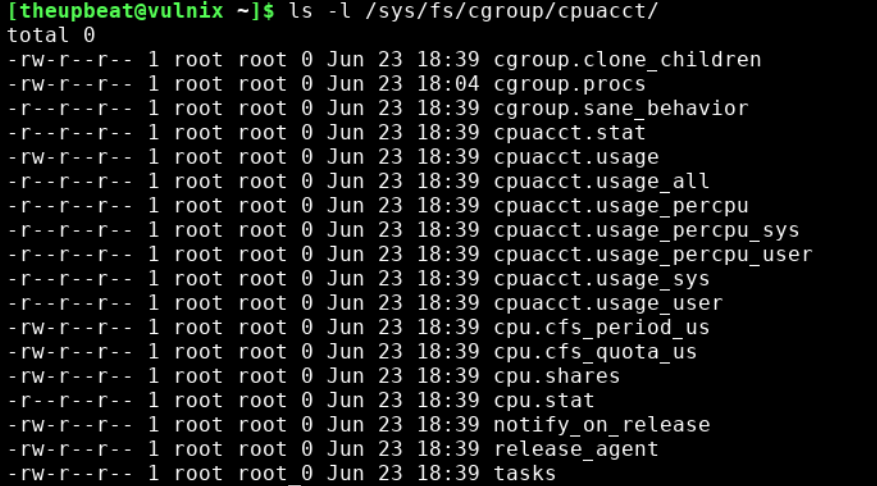 [theupbeat@vulnix ~]$ ls -l /sys/fs/cgroup/cpuacct/
total 0
-rw-r--r-- 1 root root 0 Jun 23 18:39 cgroup.clone_children
-rw-r--r-- 1 root root 0 Jun 23 18:04 cgroup.procs
-r--r--r-- 1 root root 0 Jun 23 18:39 cgroup.sane_behavior
-r--r--r-- 1 root root 0 Jun 23 18:39 cpuacct.stat
-rw-r--r-- 1 root root 0 Jun 23 18:39 cpuacct.usage
-r--r--r-- 1 root root 0 Jun 23 18:39 cpuacct.usage_all
-r--r--r-- 1 root root 0 Jun 23 18:39 cpuacct.usage_percpu
-r--r--r-- 1 root root 0 Jun 23 18:39 cpuacct.usage_percpu_sys
-r--r--r-- 1 root root 0 Jun 23 18:39 cpuacct.usage_percpu_user
-r--r--r-- 1 root root 0 Jun 23 18:39 cpuacct.usage_sys
-r--r--r-- 1 root root 0 Jun 23 18:39 cpuacct.usage_user
-rw-r--r-- 1 root root 0 Jun 23 18:39 cpu.cfs_period_us
-rw-r--r-- 1 root root 0 Jun 23 18:39 cpu.cfs_quota_us
-rw-r--r-- 1 root root 0 Jun 23 18:39 cpu.shares
-r--r--r-- 1 root root 0 Jun 23 18:39 cpu.stat
-rw-r--r-- 1 root root 0 Jun 23 18:39 notify_on_release
-rw-r--r-- 1 root root 0 Jun 23 18:39 release_agent
-rw-r--r-- 1 root root 0 Jun 23 18:39 tasks